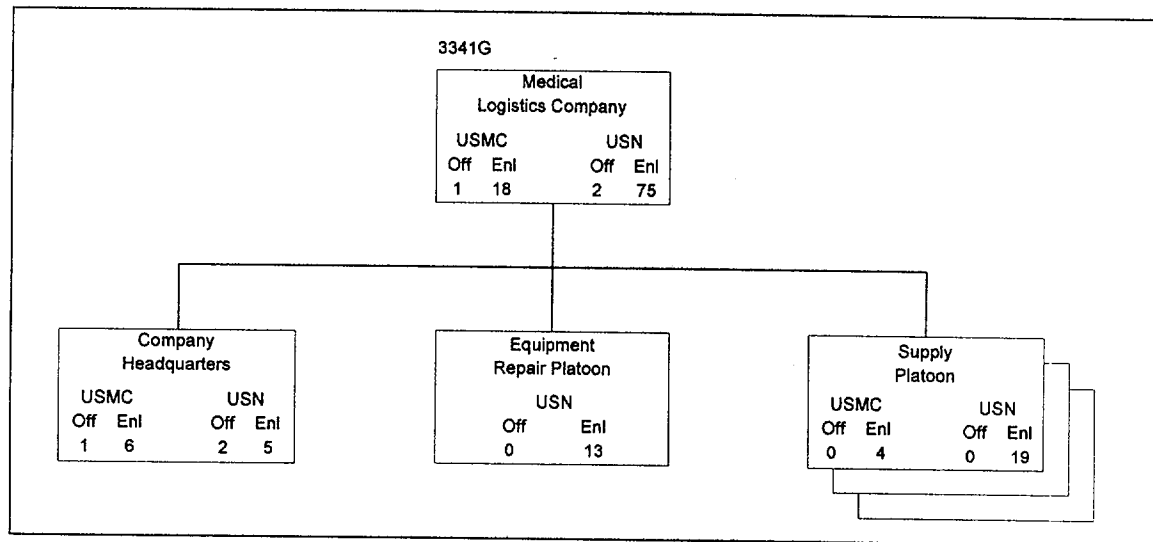 3341G
Medical
Logistics Company
USMC USN
Off Enl Off Enl
1 18 2 75
Company
Headquarters
USMC USN
Off Enl Off Enl
1 6 2 5
Equipment
Repair Platoon
USN
Off Enl
0 13
Supply
Platoon
USMC USN
Off Enl Off Enl
0 4 0 19